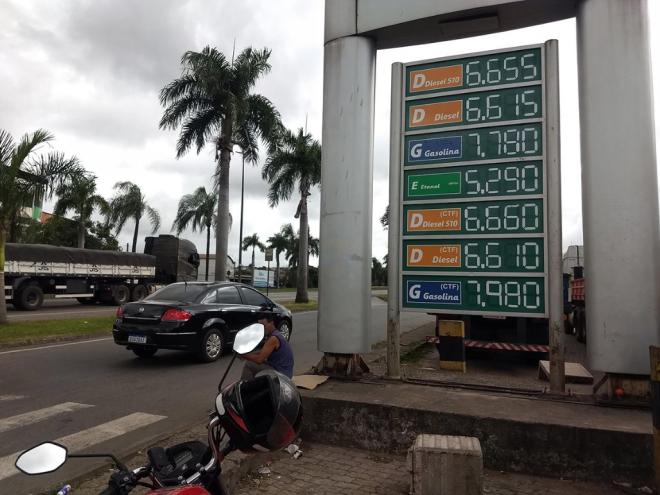 D Diesel S10 6.655
D Diesel 6.615
G Gasolina 7.780
E Etanol 5.290
D (CTF) Diesel S10 6.660
D (CTF) Diesel 6.610
G (CTF) Gasolina 7.980